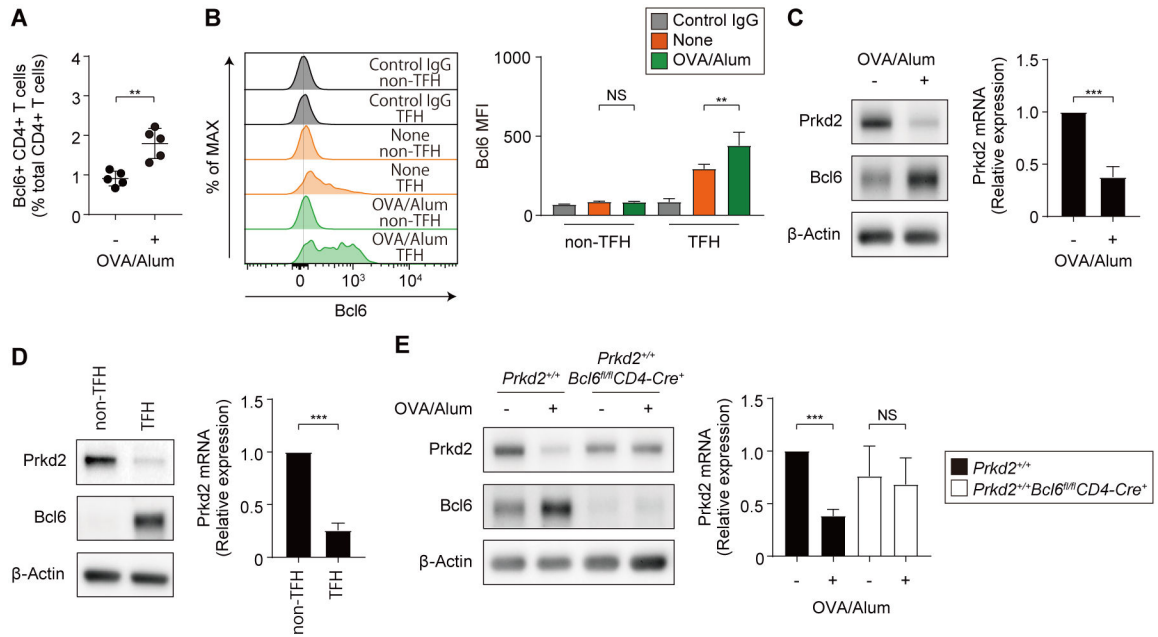 A
Bcl6+ CD4+ T cells
(% total CD4+ T cells)
4
3
2
1
0
**
- +
OVA/Alum
B
% of MAX
Control IgG
non-TFH
Control IgG
TFH
None
non-TFH
None
TFH
OVA/Alum
non-TFH
OVA/Alum
TFH
0 10³ 10⁴
Bcl6
Control IgG
None
OVA/Alum
Bcl6 MFI
1000
500
0
NS
**
non-TFH TFH
C
OVA/Alum
- +
Prkd2
Bcl6
β-Actin
Prkd2 mRNA
(Relative expression)
1.5
1.0
0.5
0
***
- +
OVA/Alum
D
non-TFH
TFH
Prkd2
Bcl6
β-Actin
Prkd2 mRNA
(Relative expression)
1.5
1.0
0.5
0
***
non-TFH
TFH
E
Prkd2+/+
Prkd2+/+
Bcl6fl/flCD4-Cre+
OVA/Alum - + - +
Prkd2
Bcl6
β-Actin
Prkd2 mRNA
(Relative expression)
1.5
1.0
0.5
0
***
NS
- + - +
OVA/Alum
Prkd2+/+
Prkd2+/+Bcl6fl/flCD4-Cre+